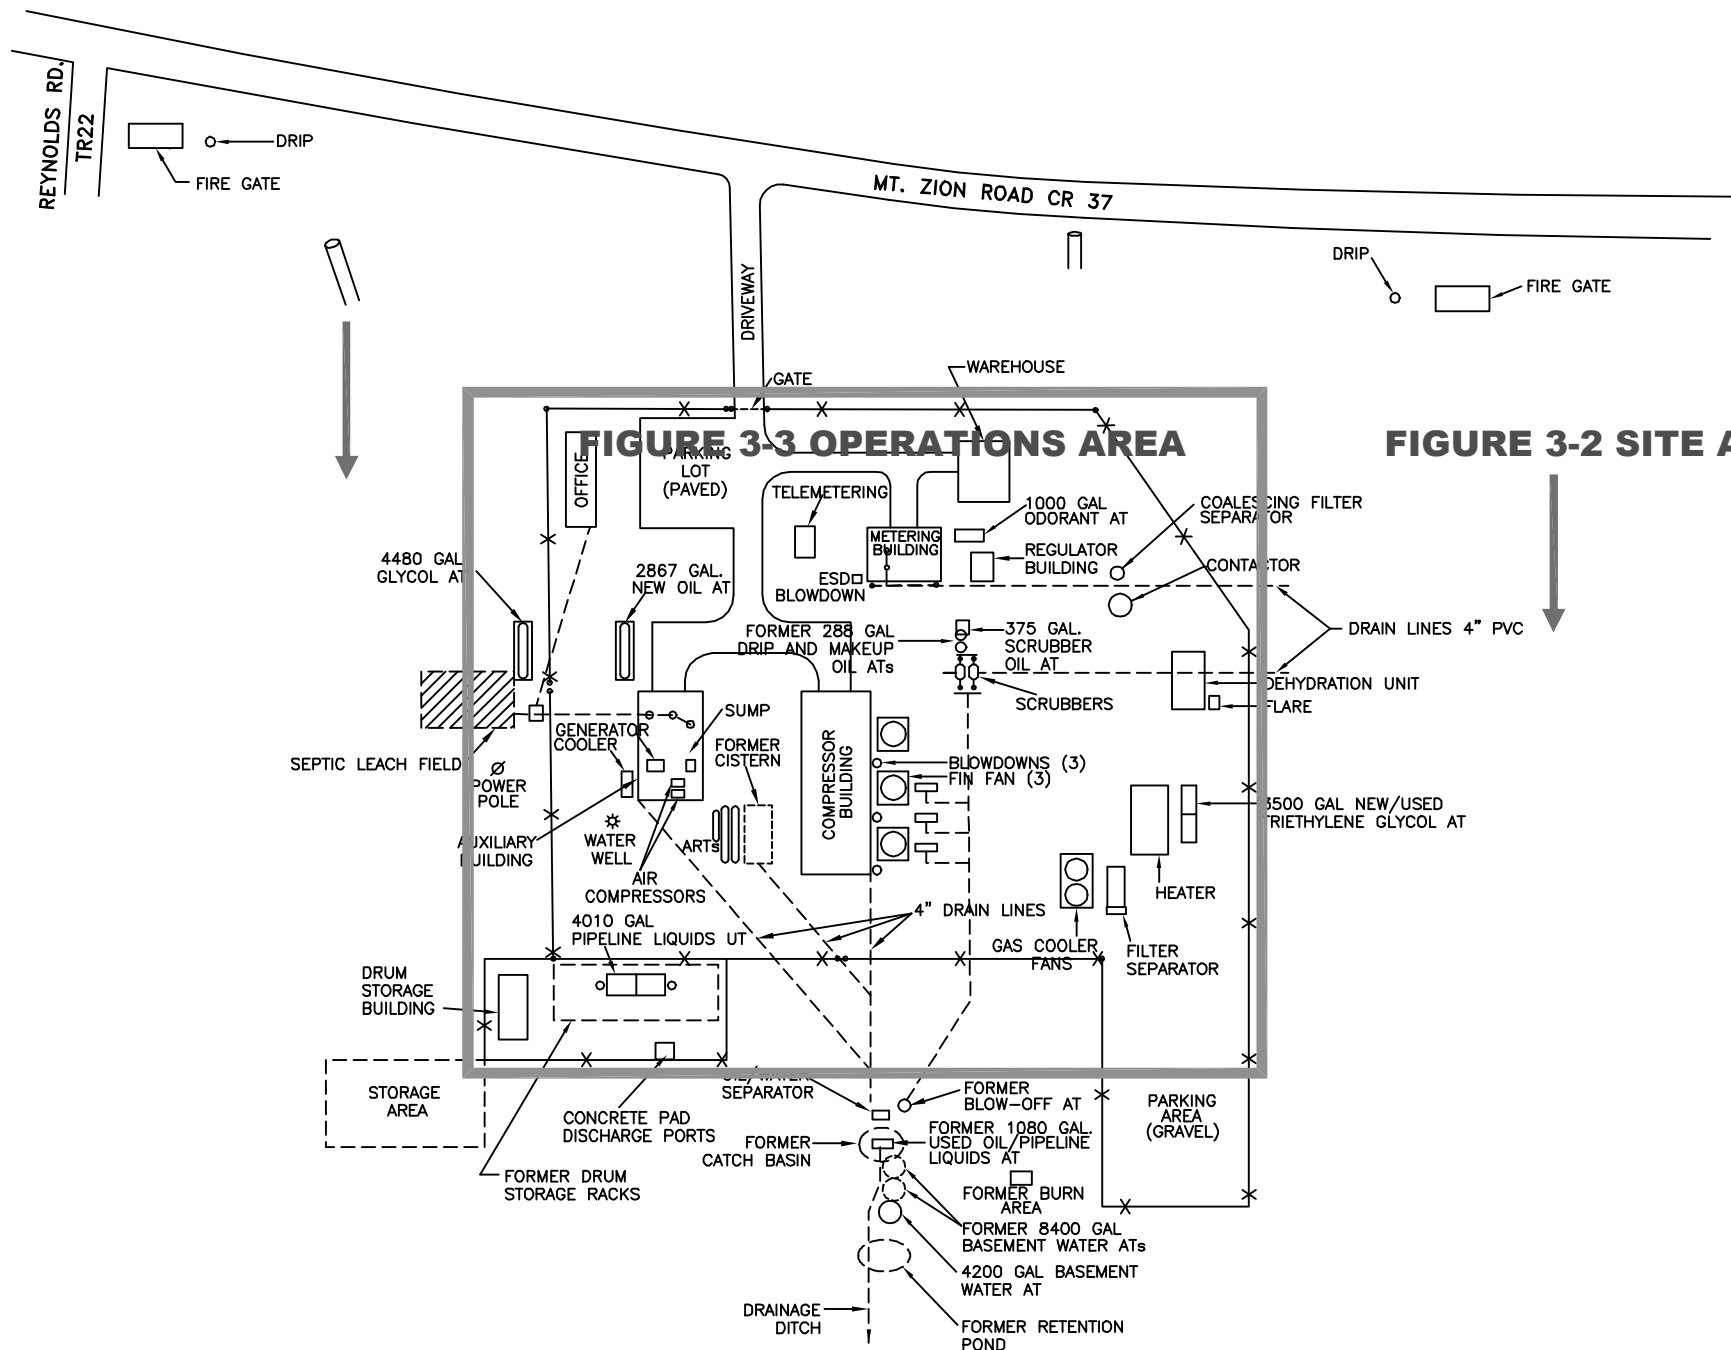 REYNOLDS RD.
TR22
DRIP
FIRE GATE
MT. ZION ROAD CR 37
DRIVEWAY
DRIP
FIRE GATE
WAREHOUSE
GATE
FIGURE 3-3 OPERATIONS AREA
FIGURE 3-2 SITE A
OFFICE
PARKING
LOT
(PAVED)
TELEMETERING
1000 GAL
ODORANT AT
COALESCING FILTER
SEPARATOR
METERING
BUILDING
REGULATOR
BUILDING
CONTACTOR
4480 GAL
GLYCOL AT
2867 GAL.
NEW OIL AT
ESD
BLOWDOWN
FORMER 288 GAL
DRIP AND MAKEUP
OIL ATs
375 GAL.
SCRUBBER
OIL AT
DRAIN LINES 4" PVC
SCRUBBERS
DEHYDRATION UNIT
FLARE
SUMP
GENERATOR
COOLER
FORMER
CISTERN
SEPTIC LEACH FIELD
POWER
POLE
COMPRESSOR
BUILDING
BLOWDOWNS (3)
FIN FAN (3)
3500 GAL NEW/USED
TRIETHYLENE GLYCOL AT
AUXILIARY
BUILDING
WATER
WELL
ARTs
AIR
COMPRESSORS
HEATER
4010 GAL
PIPELINE LIQUIDS UT
4" DRAIN LINES
GAS COOLER
FANS
FILTER
SEPARATOR
DRUM
STORAGE
BUILDING
STORAGE
AREA
OIL/WATER
SEPARATOR
FORMER
BLOW-OFF AT
PARKING
AREA
(GRAVEL)
CONCRETE PAD
DISCHARGE PORTS
FORMER
CATCH BASIN
FORMER 1080 GAL.
USED OIL/PIPELINE
LIQUIDS AT
FORMER DRUM
STORAGE RACKS
FORMER BURN
AREA
FORMER 8400 GAL
BASEMENT WATER ATs
4200 GAL BASEMENT
WATER AT
DRAINAGE
DITCH
FORMER RETENTION
POND